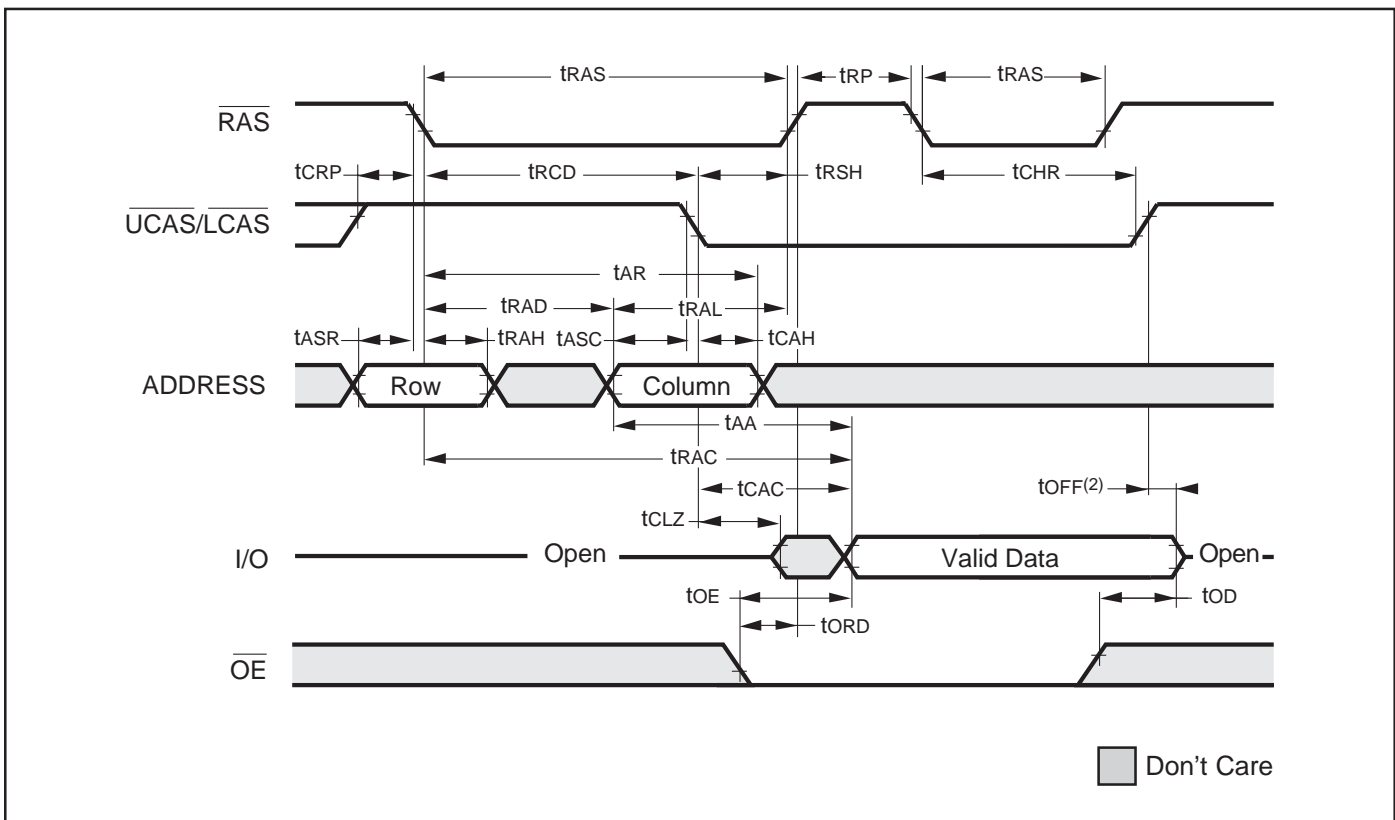 tRAS tRP tRAS
RAS
tCRP tRCD tRSH tCHR
UCAS/LCAS
tAR
tRAD tRAL
tASR tRAH tASC tCAH
ADDRESS Row Column
tAA
tRAC
tCAC tOFF(2)
tCLZ
I/O Open Valid Data Open
tOE tOD
tORD
OE
Don't Care